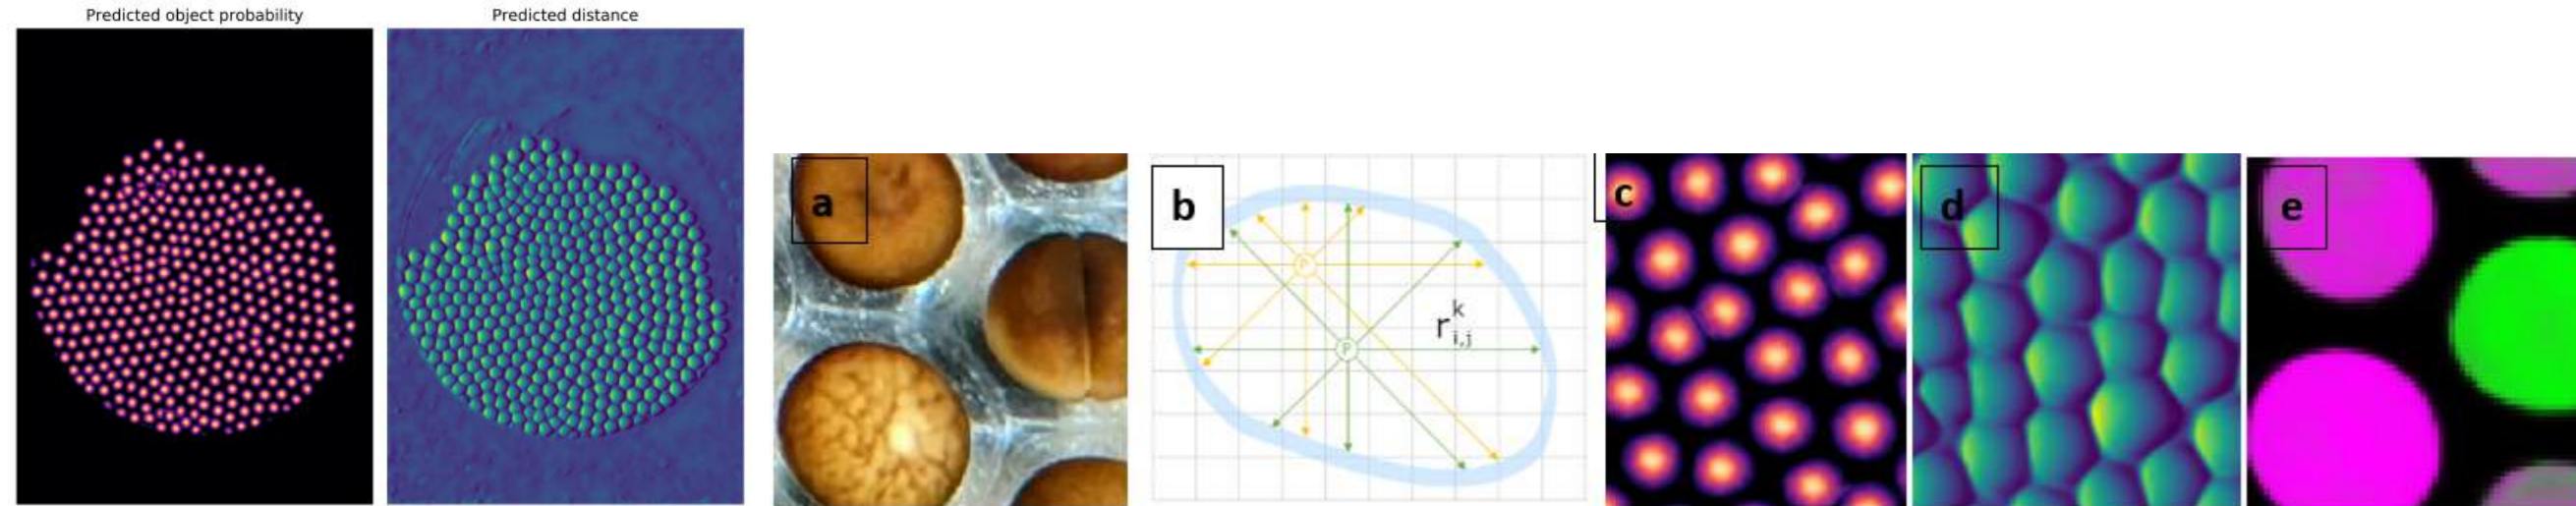 Predicted object probability
Predicted distance
a
b
P
P
r k i,j
c
d
e